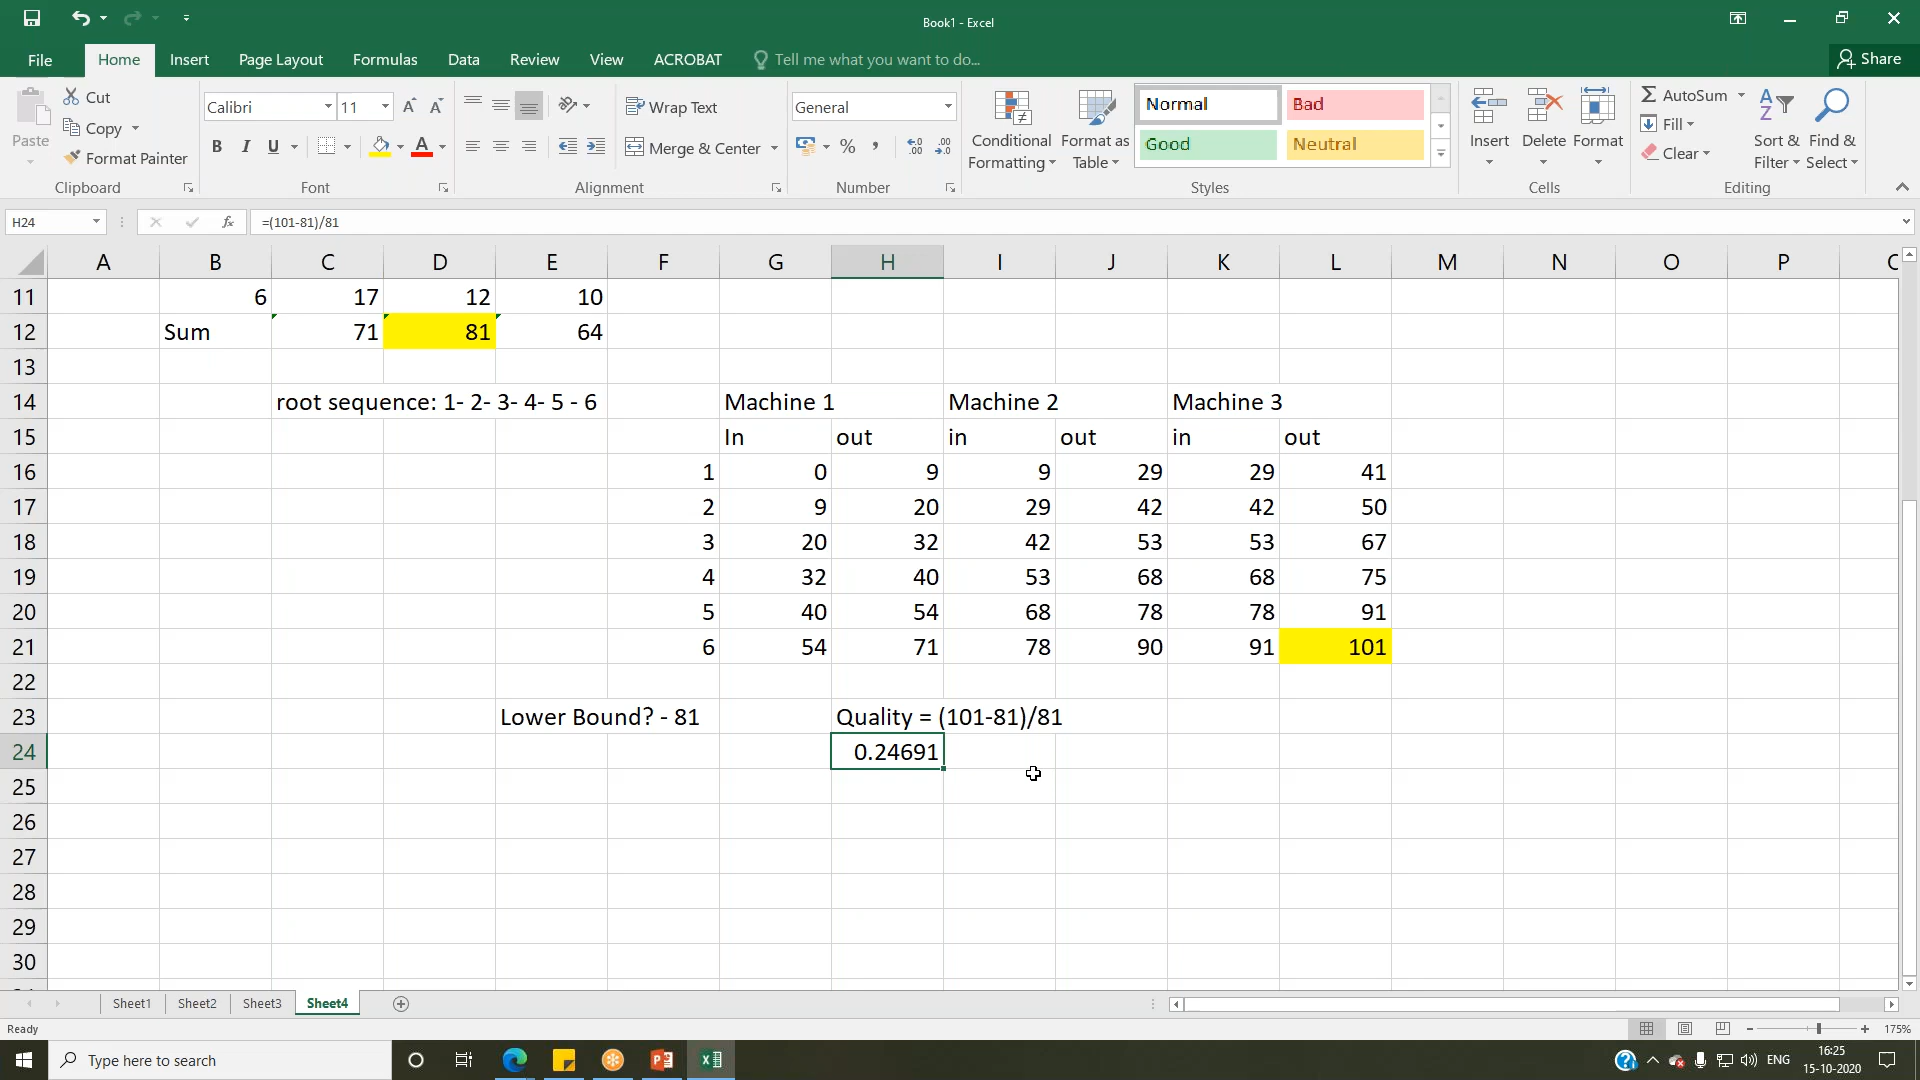 Book1 - Excel
File Home Insert Page Layout Formulas Data Review View ACROBAT Tell me what you want to do... Share
Paste Cut Copy Format Painter Clipboard
Calibri 11 B I U Font
Wrap Text Merge & Center Alignment
General % Number
Conditional Formatting Format as Table
Normal Bad
Good Neutral
Styles
Insert Delete Format Cells
AutoSum Fill Clear Sort & Filter Find & Select Editing
H24 fx =(101-81)/81
A B C D E F G H I J K L M N O P
11 6 17 12 10
12 Sum 71 81 64
13
14 root sequence: 1- 2- 3- 4- 5 - 6 Machine 1 Machine 2 Machine 3
15 In out in out in out
16 1 0 9 9 29 29 41
17 2 9 20 29 42 42 50
18 3 20 32 42 53 53 67
19 4 32 40 53 68 68 75
20 5 40 54 68 78 78 91
21 6 54 71 78 90 91 101
22
23 Lower Bound? - 81 Quality = (101-81)/81
24 0.24691
25
26
27
28
29
30
Sheet1 Sheet2 Sheet3 Sheet4
Ready 175%
Type here to search ENG 16:25
15-10-2020